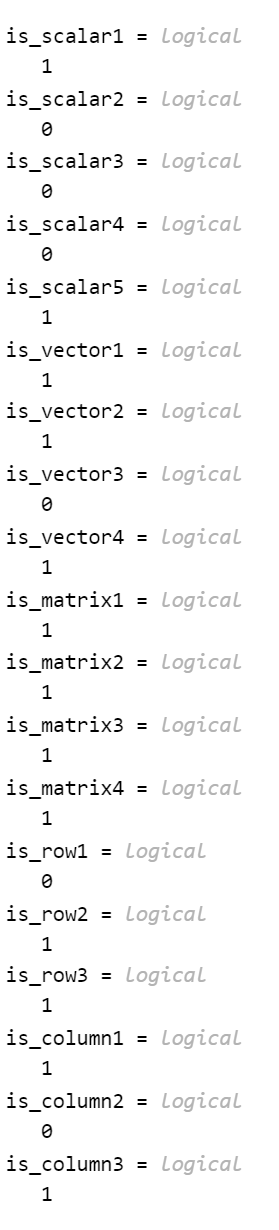 is_scalar1 = logical
1
is_scalar2 = logical
0
is_scalar3 = logical
0
is_scalar4 = logical
0
is_scalar5 = logical
1
is_vector1 = logical
1
is_vector2 = logical
1
is_vector3 = logical
0
is_vector4 = logical
1
is_matrix1 = logical
1
is_matrix2 = logical
1
is_matrix3 = logical
1
is_matrix4 = logical
1
is_row1 = logical
0
is_row2 = logical
1
is_row3 = logical
1
is_column1 = logical
1
is_column2 = logical
0
is_column3 = logical
1